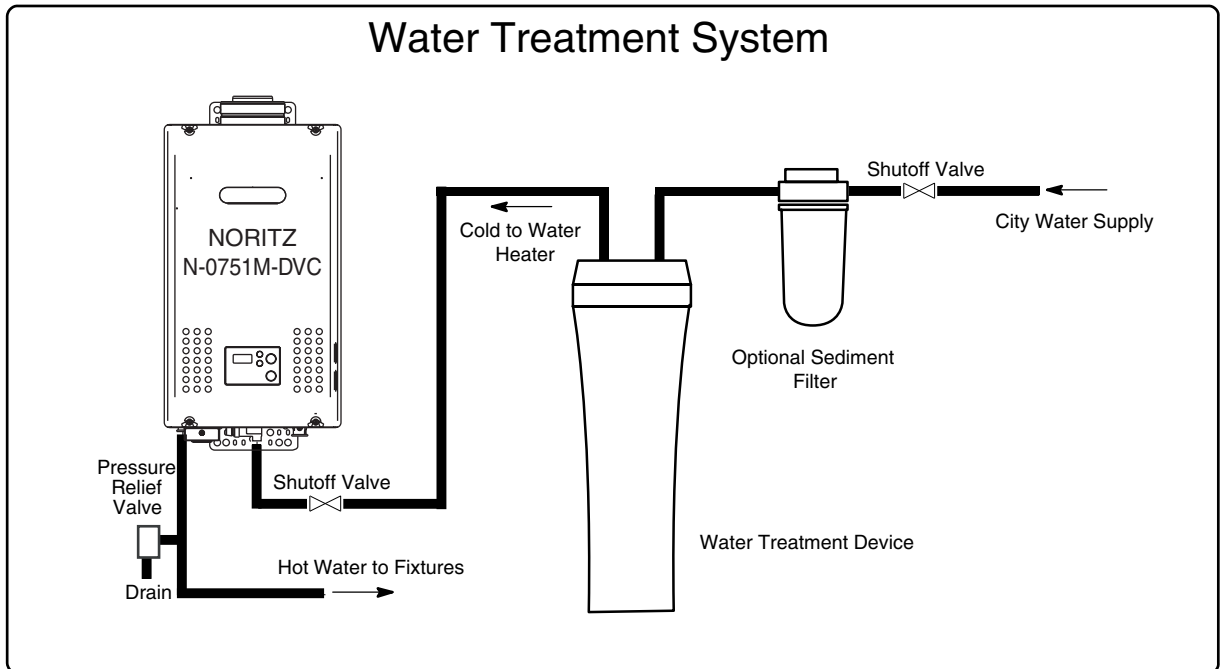 Water Treatment System
NORITZ
N-0751M-DVC
Cold to Water
Heater
Shutoff Valve
City Water Supply
Optional Sediment
Filter
Pressure
Relief
Valve
Shutoff Valve
Water Treatment Device
Hot Water to Fixtures
Drain